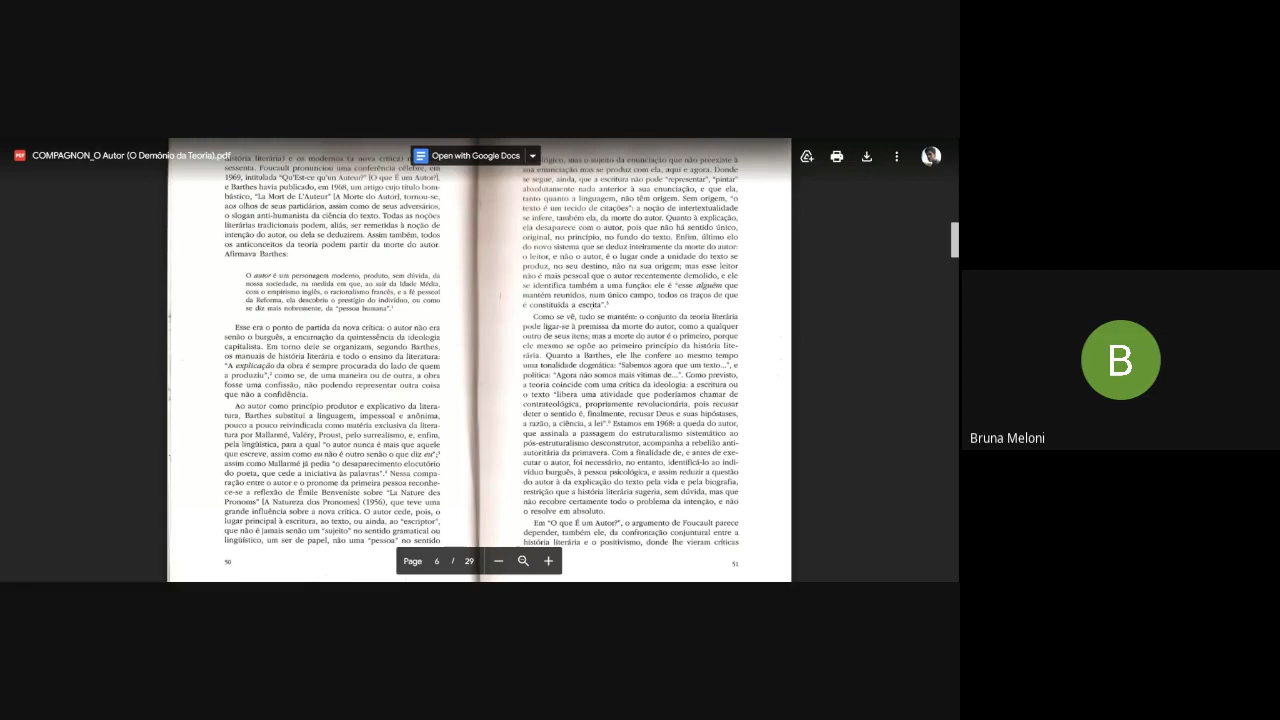 COMPAGNON_O Autor (O Demônio da Teoria).pdf
Open with Google Docs
história literária) e os modernos (a nova crítica)
sessenta. Foucault pronunciou uma conferência célebre, em
1969, intitulada "Qu'Est-ce qu'un Auteur?" [O que É um Autor?],
e Barthes havia publicado, em 1968, um artigo cujo título bom-
bástico, "La Mort de L'Auteur" [A Morte do Autor], tornou-se,
aos olhos de seus partidários, assim como de seus adversários,
o slogan anti-humanista da ciência do texto. Todas as noções
literárias tradicionais podem, aliás, ser remetidas à noção de
intenção do autor, ou dela se deduzirem. Assim também, todos
os anticonceitos da teoria podem partir da morte do autor.
Afirmava Barthes:
O autor é um personagem moderno, produto, sem dúvida, da
nossa sociedade, na medida em que, ao sair da Idade Média,
com o empirismo inglês, o racionalismo francês, e a fé pessoal
da Reforma, ela descobriu o prestígio do indivíduo, ou como
se diz mais nobremente, da "pessoa humana".¹
Esse era o ponto de partida da nova crítica: o autor não era
senão o burguês, a encarnação da quintessência da ideologia
capitalista. Em torno dele se organizam, segundo Barthes,
os manuais de história literária e todo o ensino da literatura:
"A explicação da obra é sempre procurada do lado de quem
a produziu",² como se, de uma maneira ou de outra, a obra
fosse uma confissão, não podendo representar outra coisa
que não a confidência.
Ao autor como princípio produtor e explicativo da litera-
tura, Barthes substitui a linguagem, impessoal e anônima,
pouco a pouco reivindicada como matéria exclusiva da litera-
tura por Mallarmé, Valéry, Proust, pelo surrealismo, e, enfim,
pela lingüística, para a qual "o autor nunca é mais que aquele
que escreve, assim como eu não é outro senão o que diz eu";³
assim como Mallarmé já pedia "o desaparecimento elocutório
do poeta, que cede a iniciativa às palavras".⁴ Nessa compa-
ração entre o autor e o pronome da primeira pessoa reconhe-
ce-se a reflexão de Émile Benveniste sobre "La Nature des
Pronoms" [A Natureza dos Pronomes] (1956), que teve uma
grande influência sobre a nova crítica. O autor cede, pois, o
lugar principal à escritura, ao texto, ou ainda, ao "escriptor",
que não é jamais senão um "sujeito" no sentido gramatical ou
lingüístico, um ser de papel, não uma "pessoa" no sentido
50
mas o sujeito da enunciação que não preexiste à
sua enunciação mas se produz com ela, aqui e agora. Donde
se segue, ainda, que a escritura não pode "representar", "pintar"
absolutamente nada anterior à sua enunciação, e que ela,
tanto quanto a linguagem, não têm origem. Sem origem, "o
texto é um tecido de citações": a noção de intertextualidade
se infere, também ela, da morte do autor. Quanto à explicação,
ela desaparece com o autor, pois que não há sentido único,
original, no princípio, no fundo do texto. Enfim, último elo
do novo sistema que se deduz inteiramente da morte do autor:
o leitor, e não o autor, é o lugar onde a unidade do texto se
produz, no seu destino, não na sua origem; mas esse leitor
não é mais pessoal que o autor recentemente demolido, e ele
se identifica também a uma função: ele é "esse alguém que
mantém reunidos, num único campo, todos os traços de que
é constituída a escrita".⁵
Como se vê, tudo se mantém: o conjunto da teoria literária
pode ligar-se à premissa da morte do autor, como a qualquer
outro de seus itens; mas a morte do autor é o primeiro, porque
ele mesmo se opõe ao primeiro princípio da história lite-
rária. Quanto a Barthes, ele lhe confere ao mesmo tempo
uma tonalidade dogmática: "Sabemos agora que um texto...", e
política: "Agora não somos mais vítimas de...". Como previsto,
a teoria coincide com uma crítica da ideologia: a escritura ou
o texto "libera uma atividade que poderíamos chamar de
contrateológica, propriamente revolucionária, pois recusar
deter o sentido é, finalmente, recusar Deus e suas hipóstases,
a razão, a ciência, a lei".⁶ Estamos em 1968: a queda do autor,
que assinala a passagem do estruturalismo sistemático ao
pós-estruturalismo desconstrutor, acompanha a rebelião anti-
autoritária da primavera. Com a finalidade de, e antes de exe-
cutar o autor, foi necessário, no entanto, identificá-lo ao indi-
víduo burguês, à pessoa psicológica, e assim reduzir a questão
do autor à da explicação do texto pela vida e pela biografia,
restrição que a história literária sugeria, sem dúvida, mas que
não recobre certamente todo o problema da intenção, e não
o resolve em absoluto.
Em "O que É um Autor?", o argumento de Foucault parece
depender, também ele, da confrontação conjuntural entre a
história literária e o positivismo, donde lhe vieram críticas
51
Page 6 / 29
B
Bruna Meloni